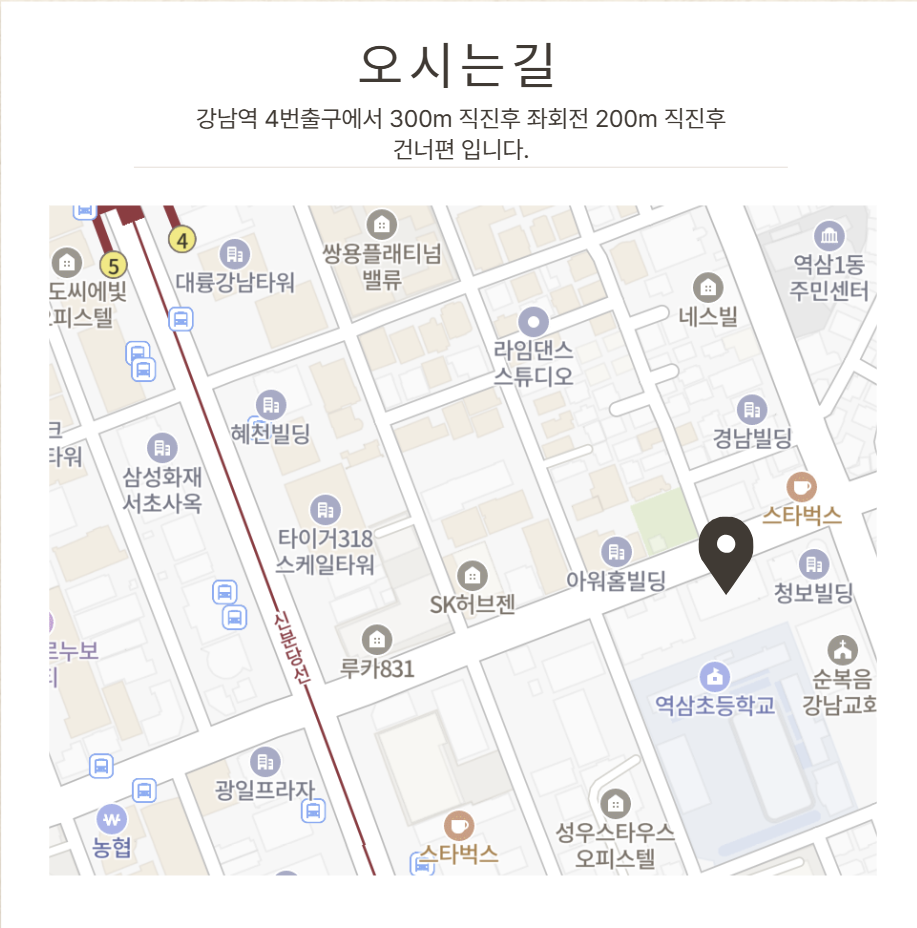 오시는길
강남역 4번출구에서 300m 직진후 좌회전 200m 직진후
건너편 입니다.
4
5
대륭강남타워
쌍용플래티넘
밸류
역삼1동
주민센터
도씨에빛
피스텔
네스빌
라임댄스
스튜디오
혜천빌딩
경남빌딩
크
타워
삼성화재
서초사옥
스타벅스
타이거318
스케일타워
아워홈빌딩
청보빌딩
SK허브젠
신분당선
르누보
티
루카831
역삼초등학교
순복음
강남교회
광일프라자
농협
스타벅스
성우스타우스
오피스텔